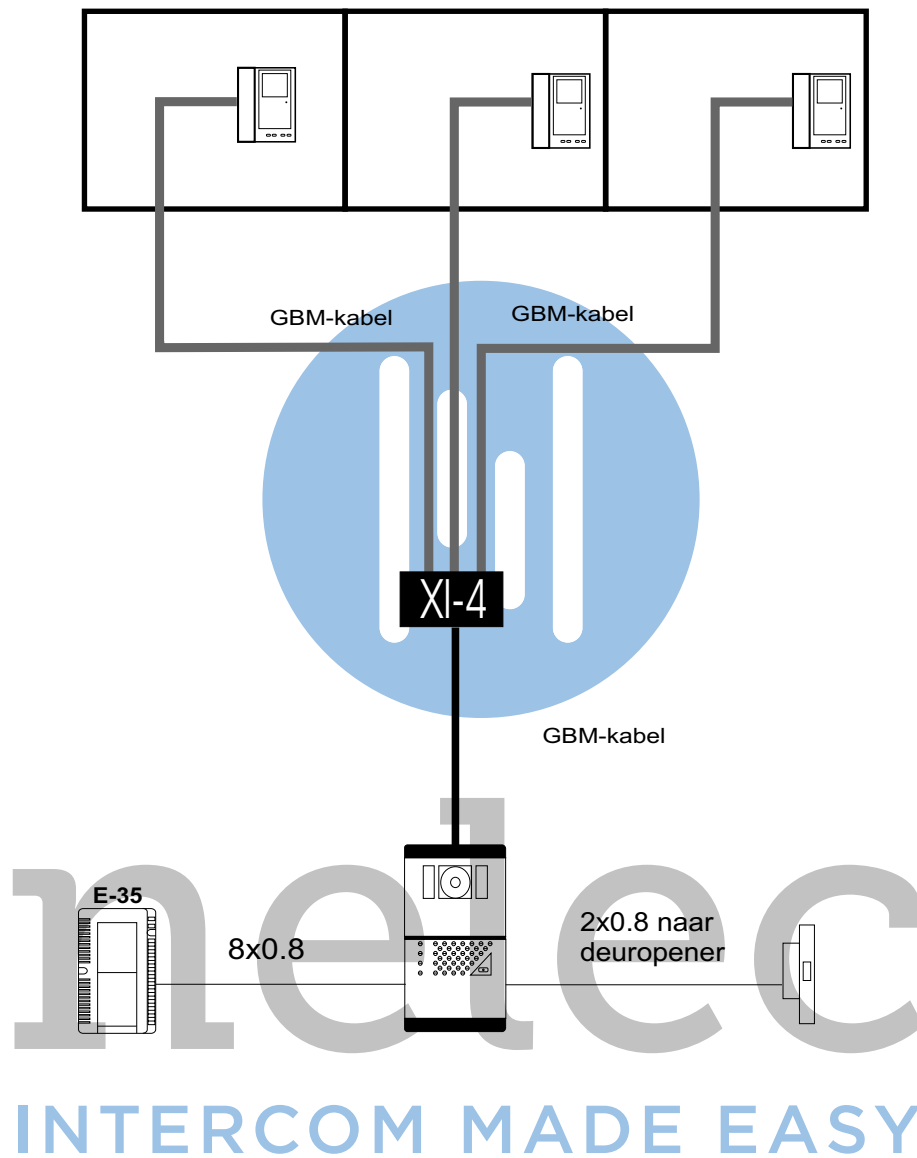 GBM-kabel
GBM-kabel
XI-4
GBM-kabel
nelec
E-35
8x0.8
2x0.8 naar
deuropener
INTERCOM MADE EASY